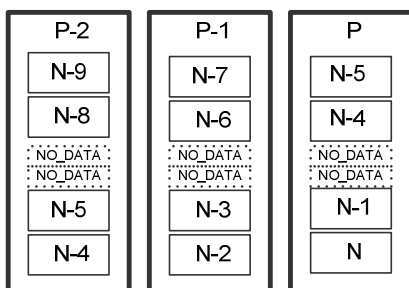 P-2
N-9
N-8
NO_DATA
NO_DATA
N-5
N-4
P-1
N-7
N-6
NO_DATA
NO_DATA
N-3
N-2
P
N-5
N-4
NO_DATA
NO_DATA
N-1
N